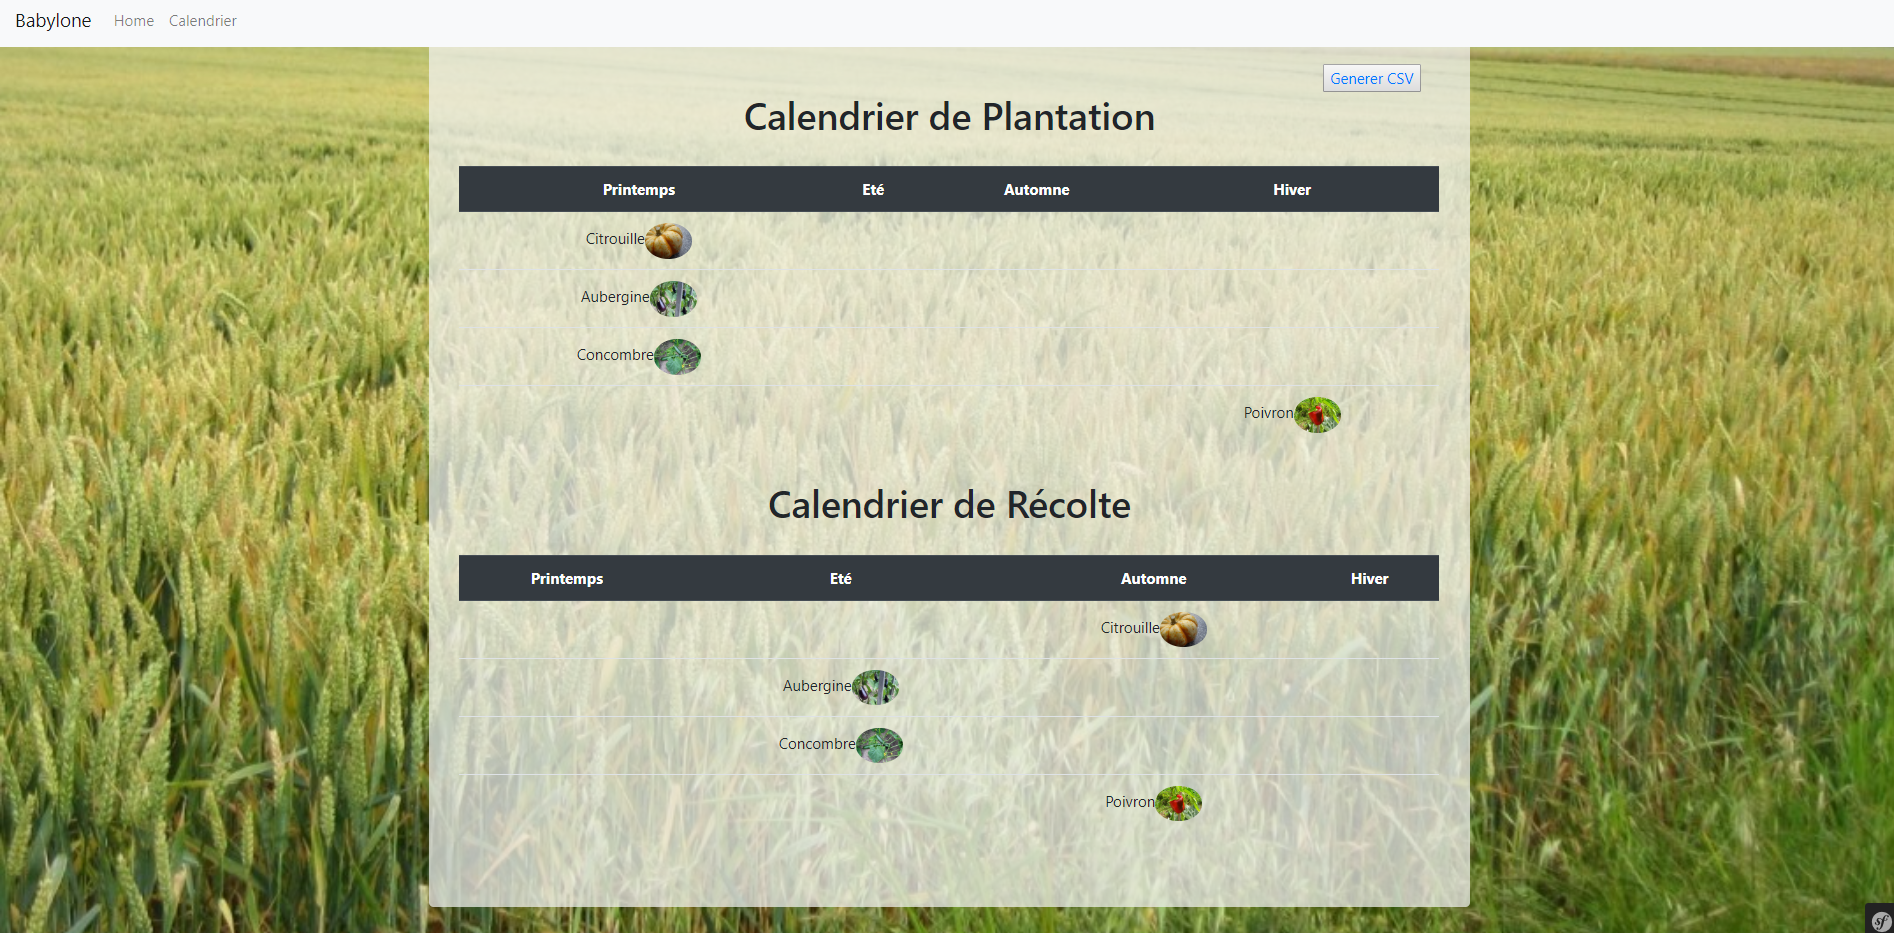 Babylone Home Calendrier
Generer CSV
Calendrier de Plantation
Printemps Eté Automne Hiver
Citrouille
Aubergine
Concombre
Poivron
Calendrier de Récolte
Printemps Eté Automne Hiver
Citrouille
Aubergine
Concombre
Poivron
sf